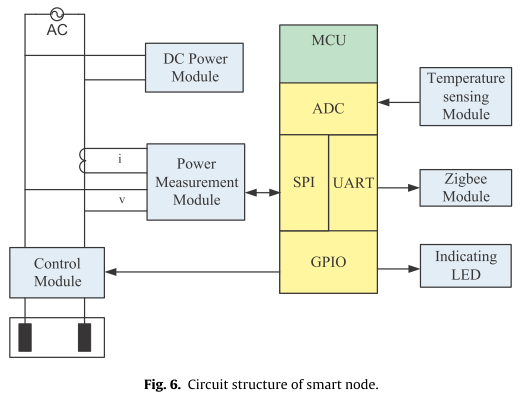 AC
DC Power
Module
i
Power
Measurement
Module
v
Control
Module
MCU
ADC
SPI
UART
GPIO
Temperature
sensing
Module
Zigbee
Module
Indicating
LED
Fig. 6. Circuit structure of smart node.